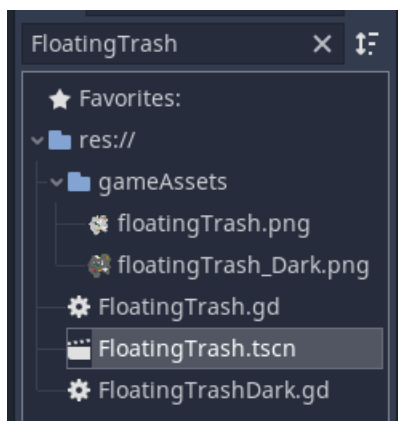 FloatingTrash
Favorites:
res://
gameAssets
floatingTrash.png
floatingTrash_Dark.png
FloatingTrash.gd
FloatingTrash.tscn
FloatingTrashDark.gd